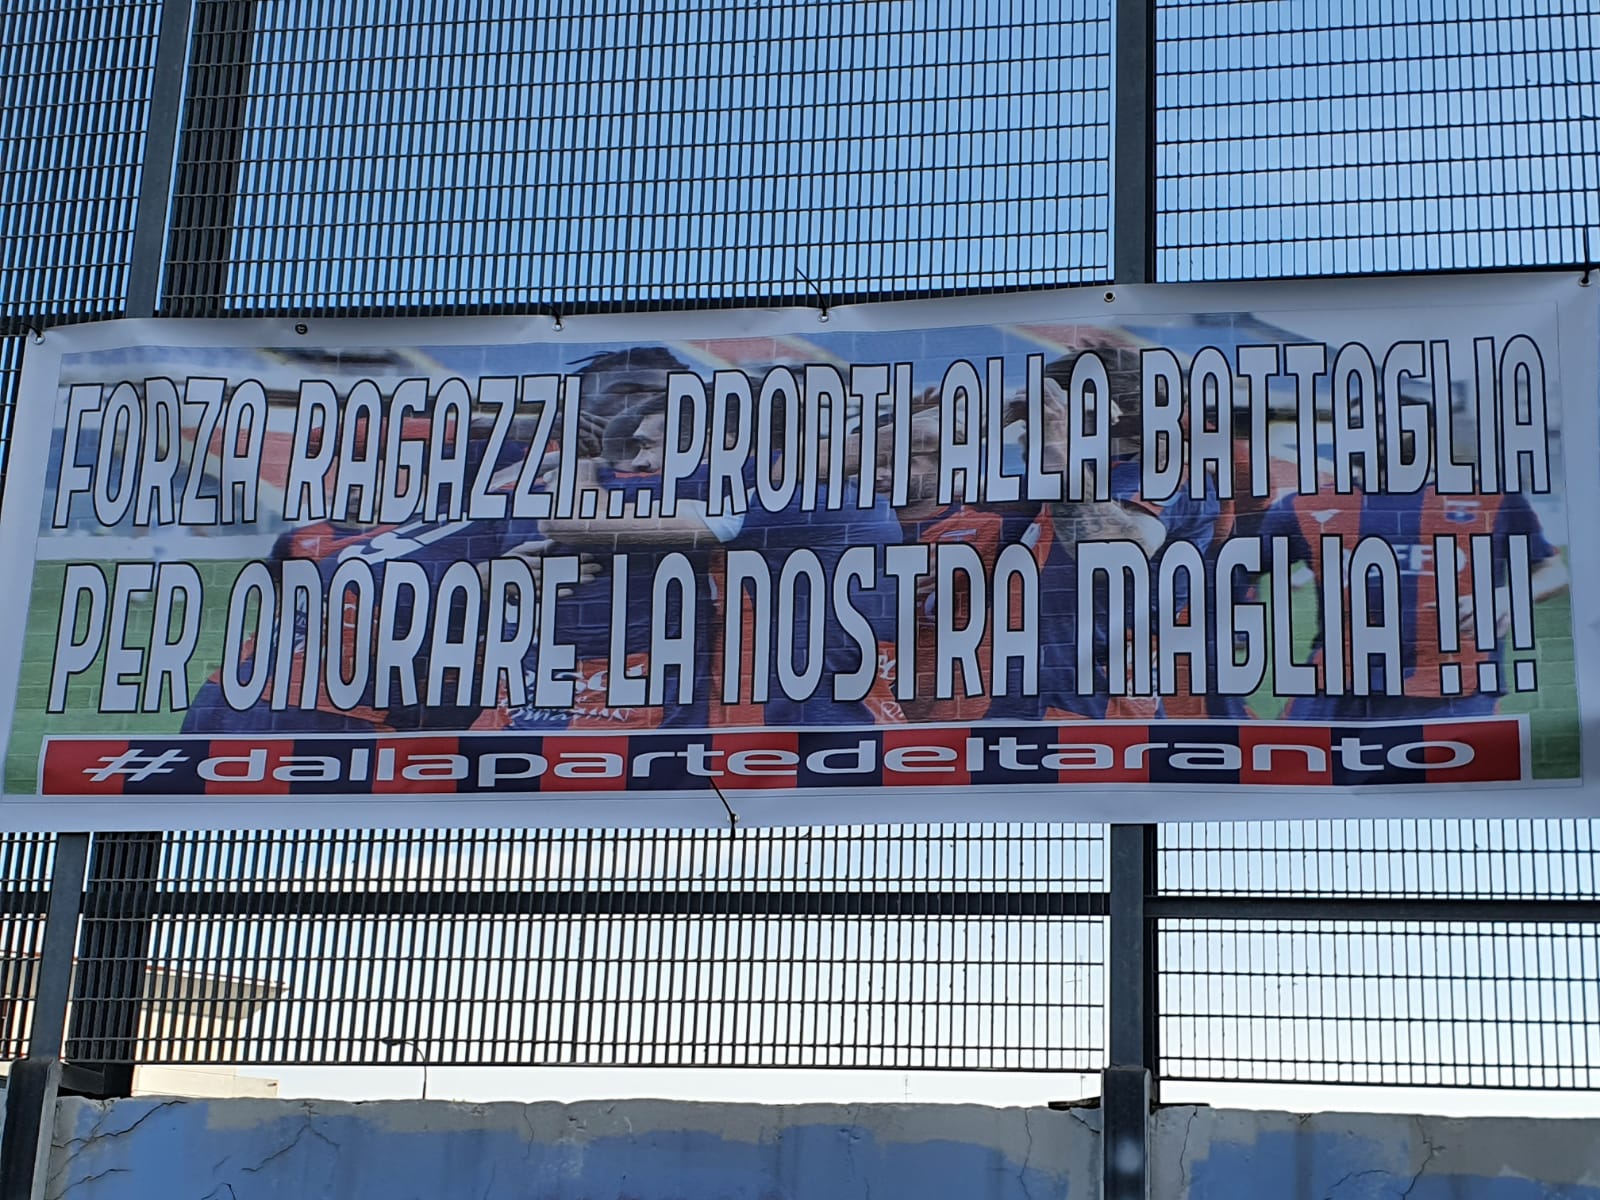 FORZA RAGAZZI....PRONTI ALLA BATTAGLIA
PER ONORARE LA NOSTRA MAGLIA !!!
#dallapartedeltaranto